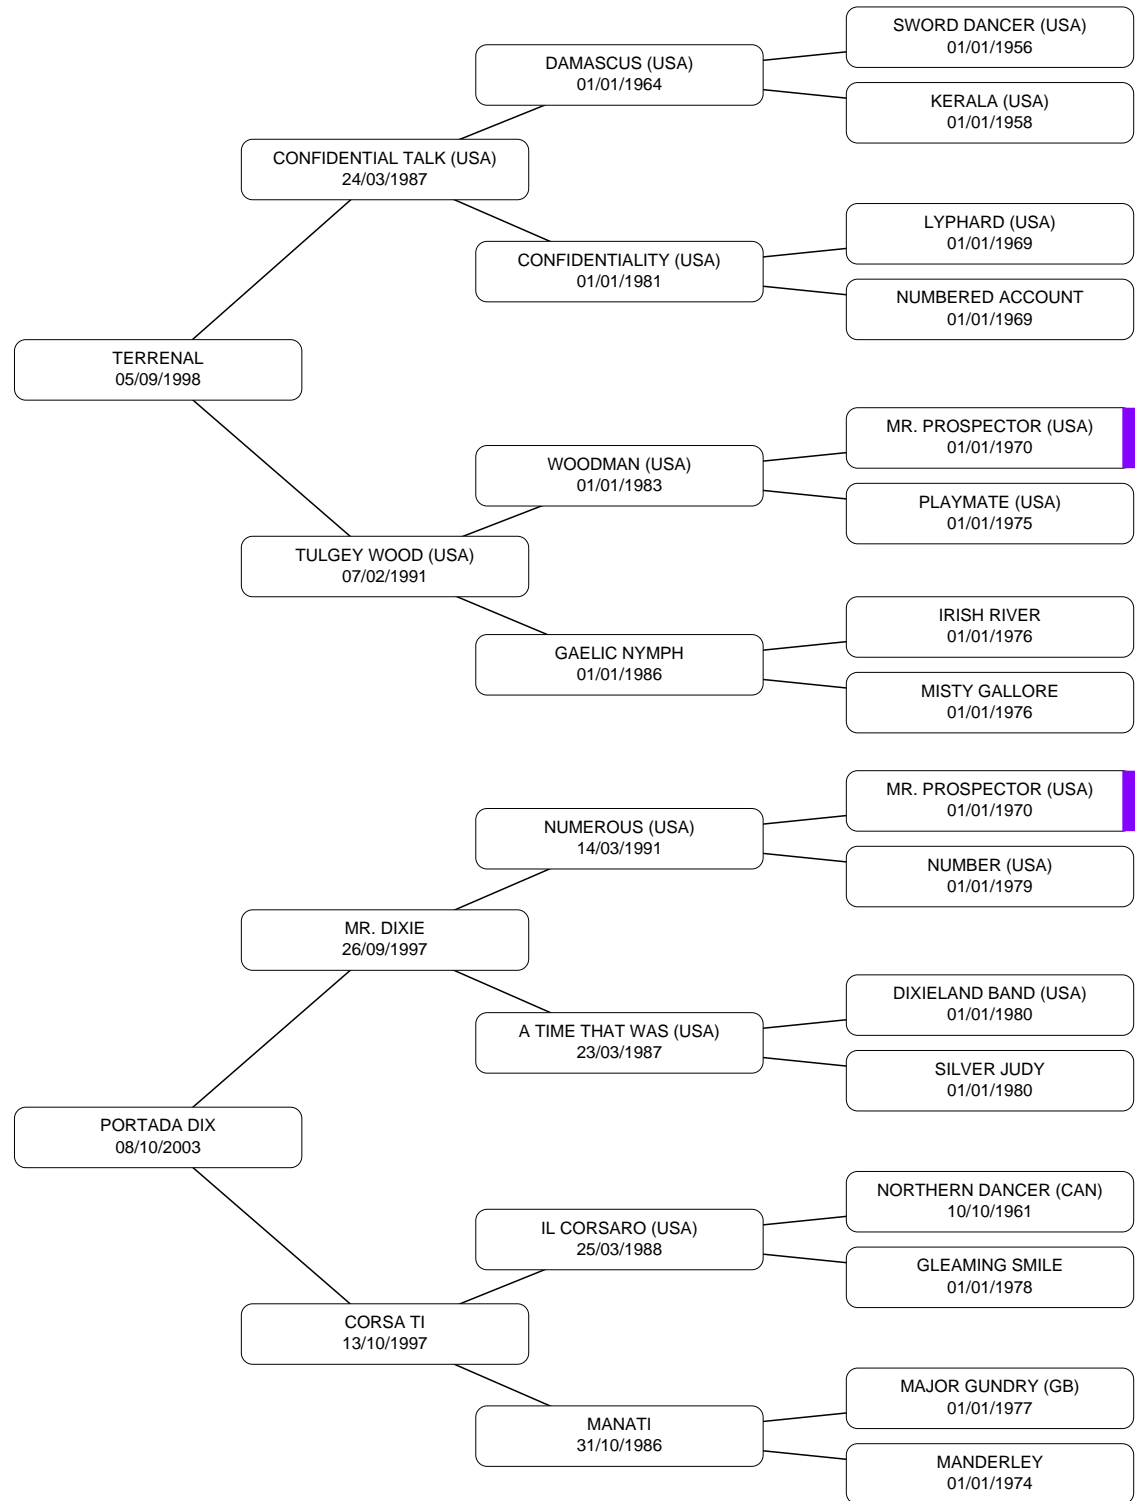 SWORD DANCER (USA)
01/01/1956
DAMASCUS (USA)
01/01/1964
KERALA (USA)
01/01/1958
CONFIDENTIAL TALK (USA)
24/03/1987
LYPHARD (USA)
01/01/1969
CONFIDENTIALITY (USA)
01/01/1981
NUMBERED ACCOUNT
01/01/1969
TERRENAL
05/09/1998
MR. PROSPECTOR (USA)
01/01/1970
WOODMAN (USA)
01/01/1983
PLAYMATE (USA)
01/01/1975
TULGEY WOOD (USA)
07/02/1991
IRISH RIVER
01/01/1976
GAELIC NYMPH
01/01/1986
MISTY GALLORE
01/01/1976
MR. PROSPECTOR (USA)
01/01/1970
NUMEROUS (USA)
14/03/1991
NUMBER (USA)
01/01/1979
MR. DIXIE
26/09/1997
DIXIELAND BAND (USA)
01/01/1980
A TIME THAT WAS (USA)
23/03/1987
SILVER JUDY
01/01/1980
PORTADA DIX
08/10/2003
NORTHERN DANCER (CAN)
10/10/1961
IL CORSARO (USA)
25/03/1988
GLEAMING SMILE
01/01/1978
CORSA TI
13/10/1997
MAJOR GUNDRY (GB)
01/01/1977
MANATI
31/10/1986
MANDERLEY
01/01/1974